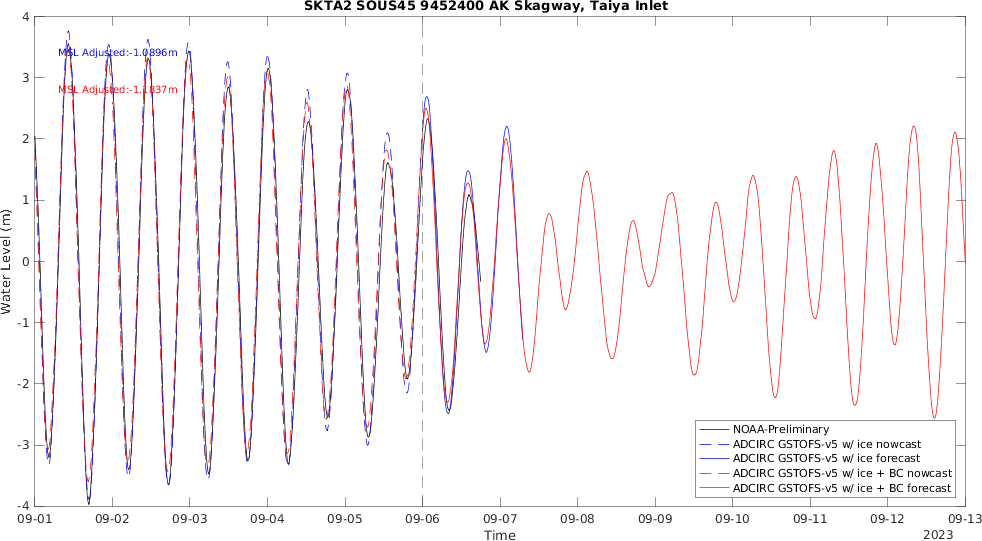 SKTA2 SOUS45 9452400 AK Skagway, Taiya Inlet
4
3
2
1
0
-1
-2
-3
-4
Water Level (m)
MSL Adjusted:-1.0896m
MSL Adjusted:-1.1837m
NOAA-Preliminary
ADCIRC GSTOFS-v5 w/ ice nowcast
ADCIRC GSTOFS-v5 w/ ice forecast
ADCIRC GSTOFS-v5 w/ ice + BC nowcast
ADCIRC GSTOFS-v5 w/ ice + BC forecast
09-01 09-02 09-03 09-04 09-05 09-06 09-07 09-08 09-09 09-10 09-11 09-12 09-13
Time
2023